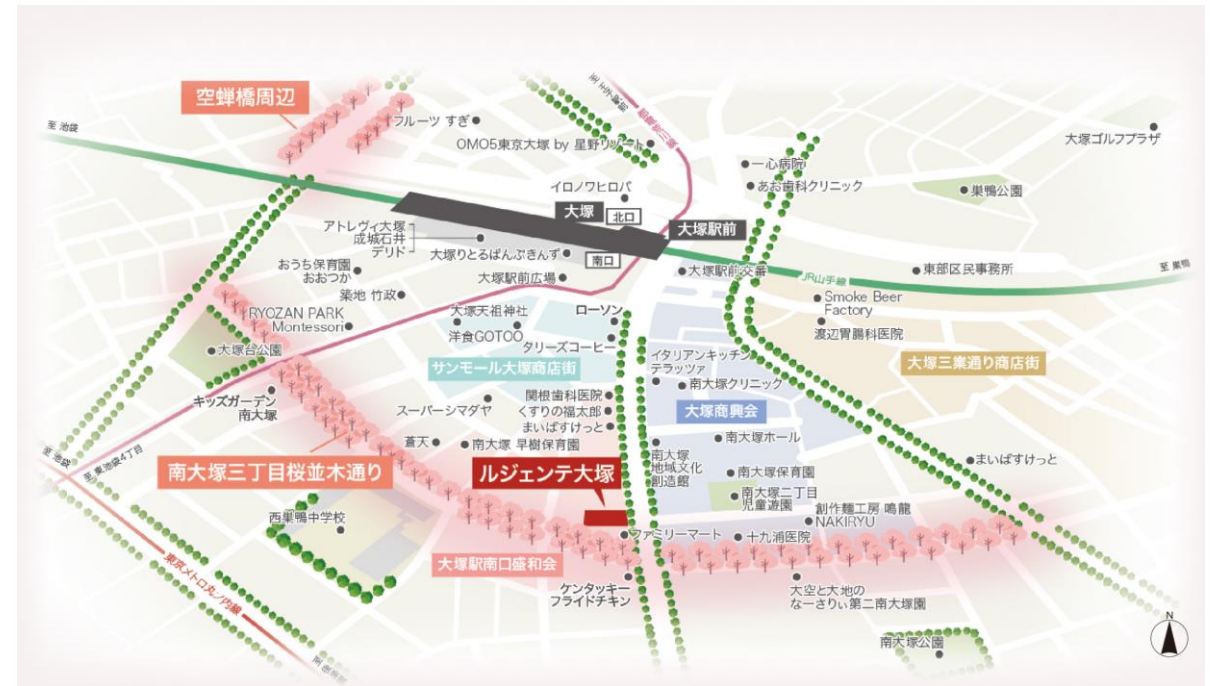 空蝉橋周辺
フルーツ すぎ
OMO5東京大塚 by 星野リゾート
至 王子駅前
都電荒川線
大塚ゴルフプラザ
至 池袋
一心病院
あお歯科クリニック
巣鴨公園
イロノワヒロバ
大塚
北口
大塚駅前
アトレヴィ大塚
成城石井
デリド
大塚りとるぱんぷきんず
南口
大塚駅前交番
JR山手線
東部区民事務所
至 巣鴨
おうち保育園
おおつか
大塚駅前広場
築地 竹政
RYOZAN PARK
Montessori
大塚天祖神社
ローソン
Smoke Beer
Factory
渡辺胃腸科医院
洋食GOTOO
タリーズコーヒー
大塚台公園
サンモール大塚商店街
イタリアンキッチン
テラッツァ
南大塚クリニック
大塚三業通り商店街
キッズガーデン
南大塚
スーパーシマダヤ
関根歯科医院
くすりの福太郎
まいばすけっと
大塚商興会
蒼天
南大塚 早樹保育園
南大塚ホール
南大塚
地域文化
創造館
まいばすけっと
至 池袋
至 東池袋4丁目
南大塚三丁目桜並木通り
ルジェンテ大塚
南大塚保育園
南大塚二丁目
児童遊園
創作麺工房 鳴龍
NAKIRYU
西巣鴨中学校
ファミリーマート
十九浦医院
大塚駅南口盛和会
東京メトロ丸ノ内線
ケンタッキー
フライドチキン
大空と大地の
なーさりぃ第二南大塚園
南大塚公園
N